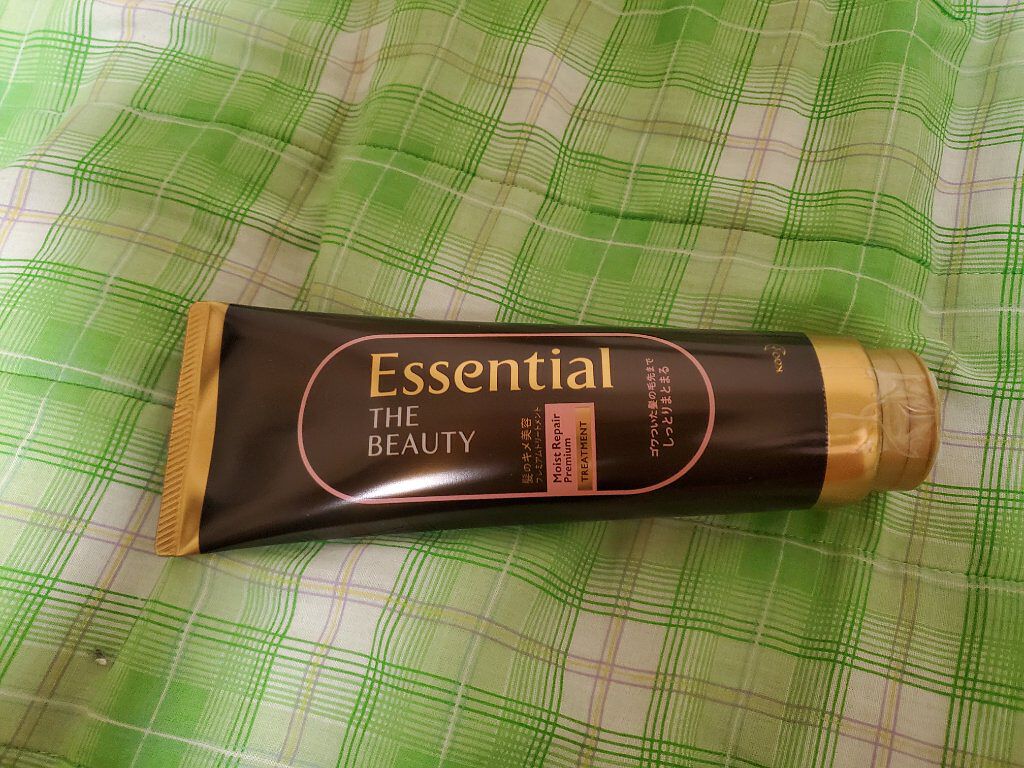 Essential
THE
BEAUTY
髪のキメ美容
プレミアムトリートメント
Moist Repair
Premium
TREATMENT
ゴワついた髪の毛先まで
しっとりまとまる
Kao